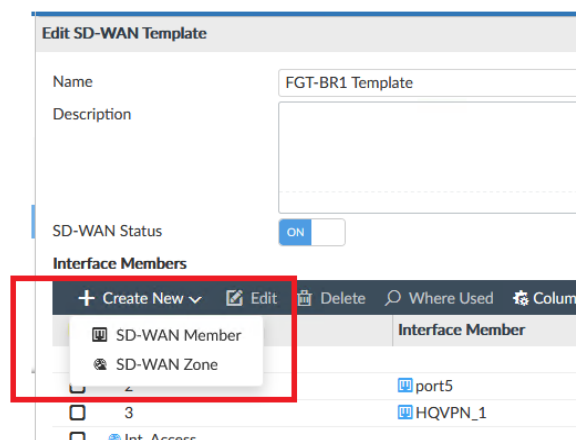 Edit SD-WAN Template
Name FGT-BR1 Template
Description
SD-WAN Status ON
Interface Members
Create New Edit Delete Where Used Colum
SD-WAN Member Interface Member
SD-WAN Zone
2 port5
3 HQVPN_1
Int_Access